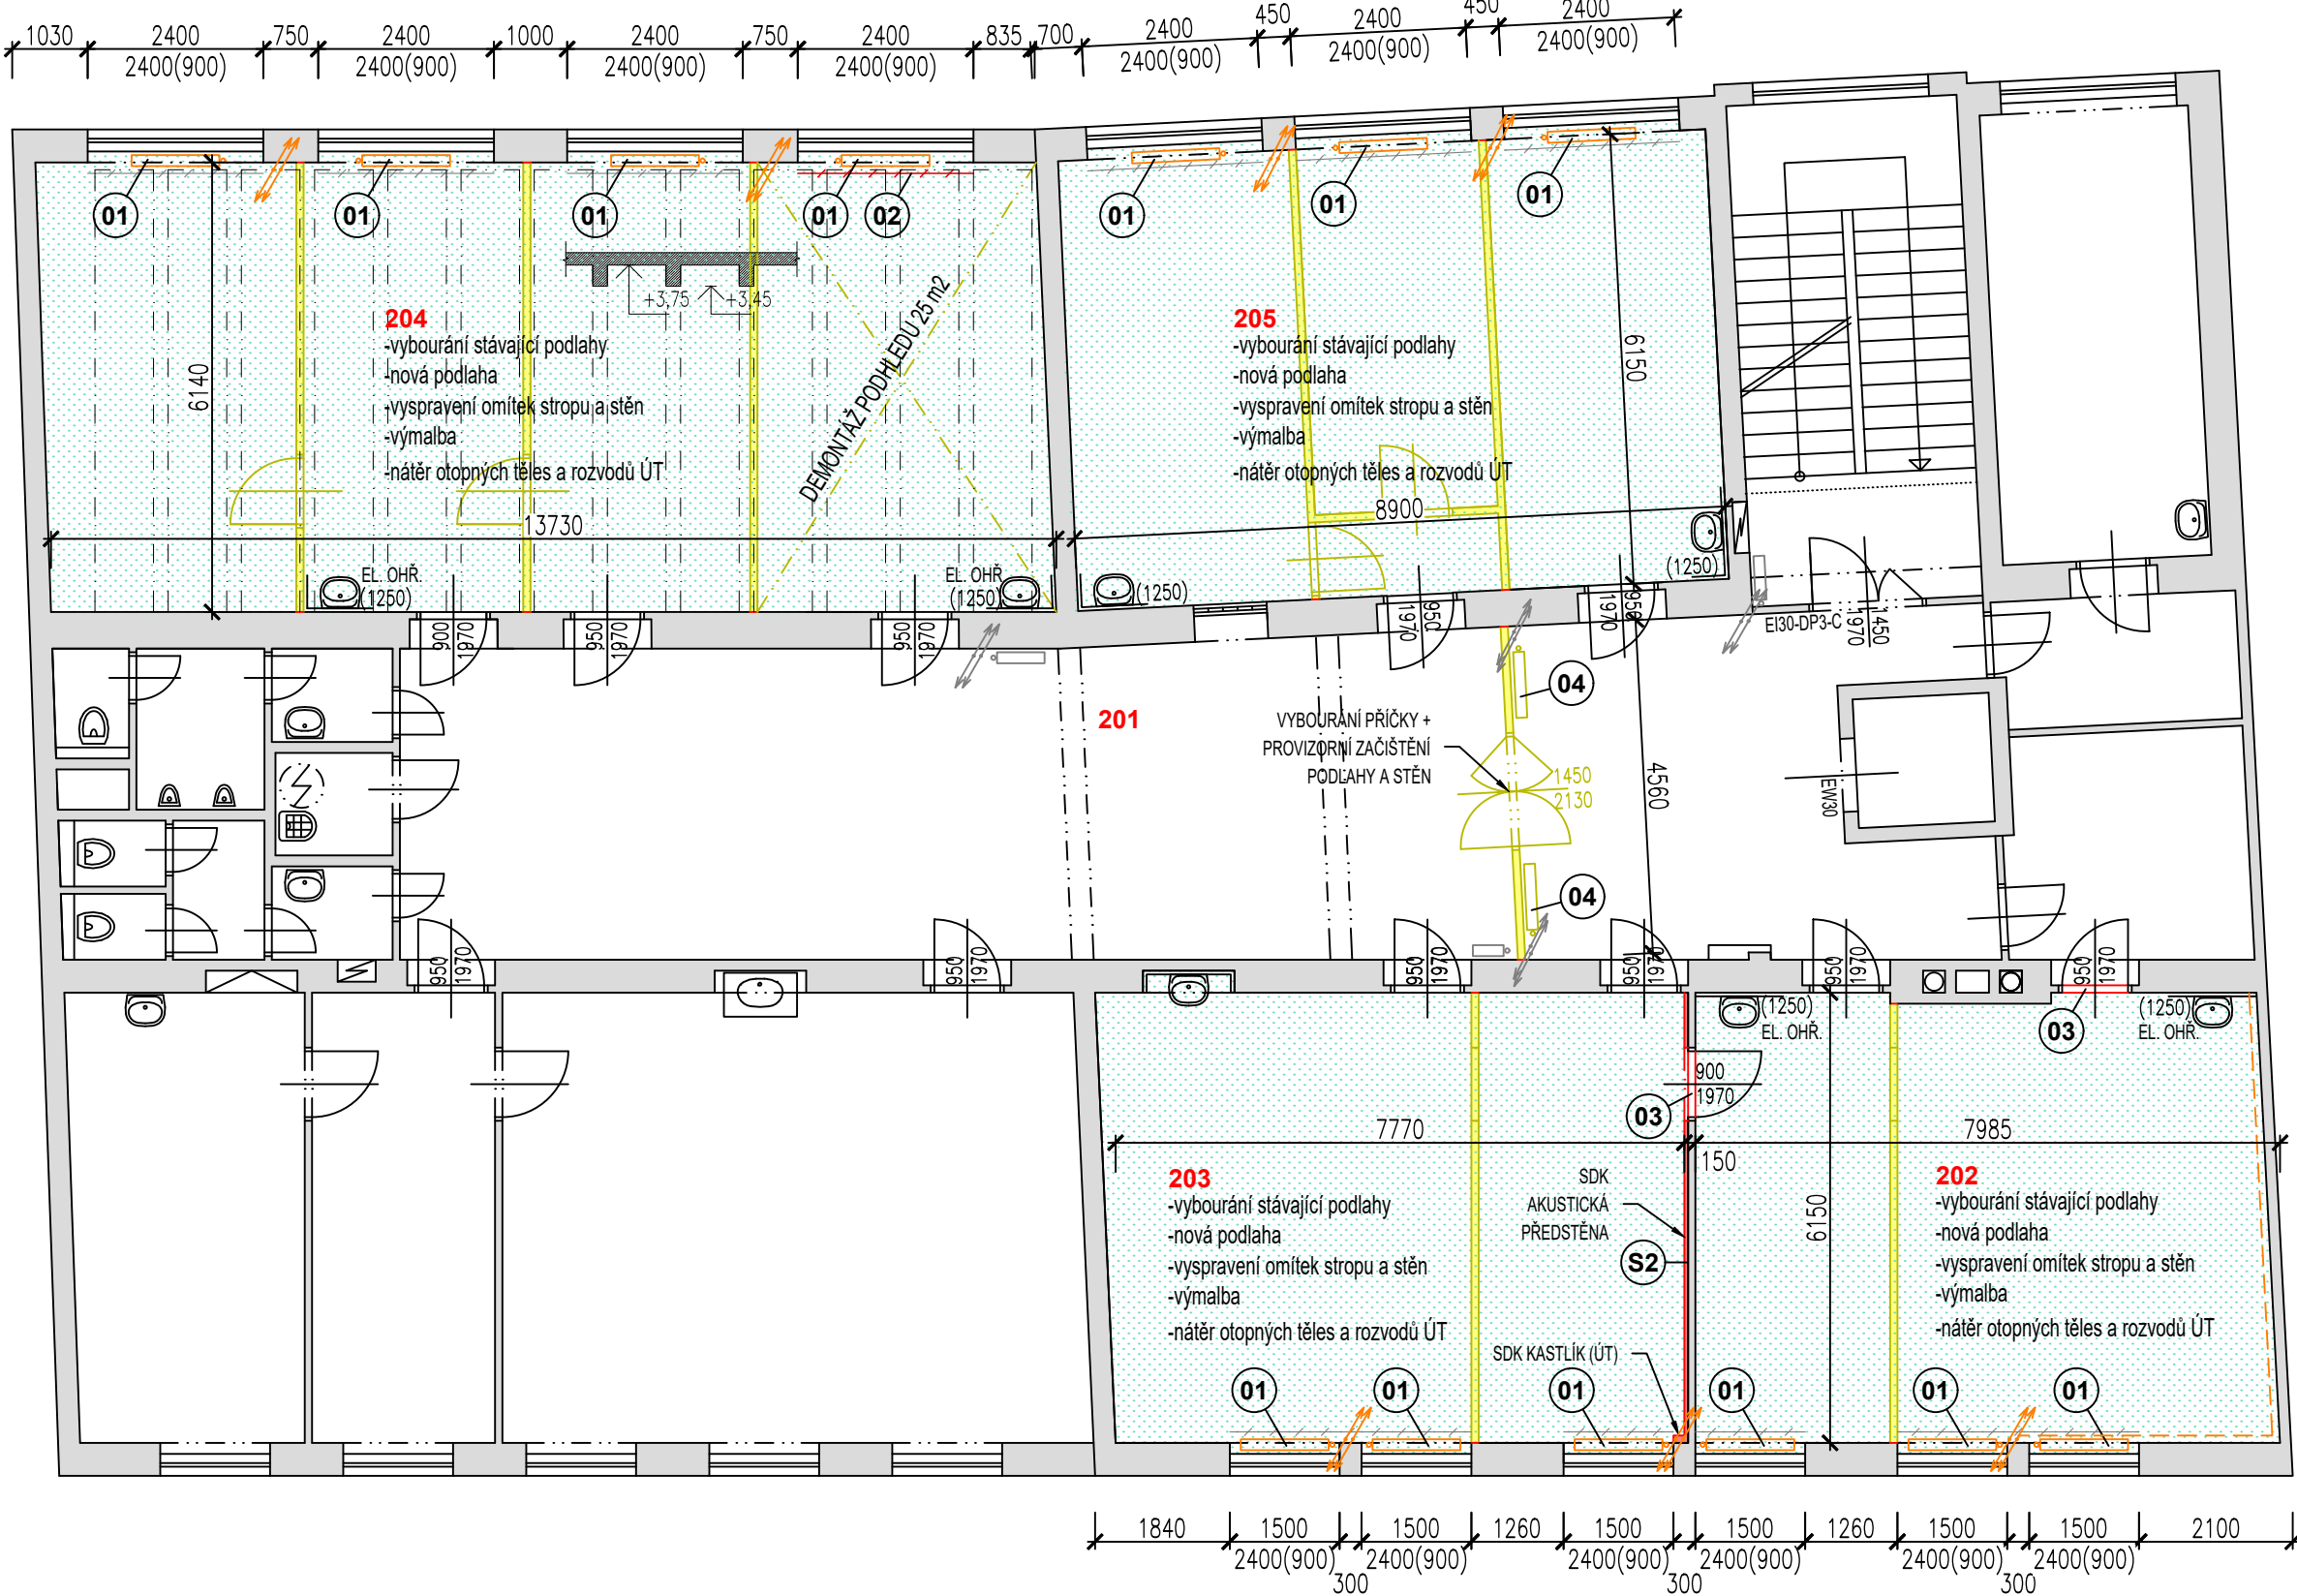 1030 2400 750 2400 1000 2400 750 2400 835 700 2400 450 2400 450 2400
2400(900) 2400(900) 2400(900) 2400(900) 2400(900) 2400(900) 2400(900)
01 01 01 01 02 01 01 01
+3,75 +3,45
204
-vybourání stávající podlahy
-nová podlaha
-vyspravení omítek stropu a stěn
-výmalba
-nátěr otopných těles a rozvodů ÚT
6140
13730
DEMONTÁŽ PODHLEDU 25 m2
205
-vybourání stávající podlahy
-nová podlaha
-vyspravení omítek stropu a stěn
-výmalba
-nátěr otopných těles a rozvodů ÚT
6150
8900
EL. OHŘ.
(1250)
EL. OHŘ.
(1250)
(1250)
(1250)
900 1970
950 1970
950 1970
950 1970
950 1970
EI30-DP3-C
1450 1970
201
04
VYBOURÁNÍ PŘÍČKY +
PROVIZORNÍ ZAČIŠTĚNÍ
PODLAHY A STĚN
1450
2130
4560
EW30
04
950 1970
950 1970
950 1970
950 1970
950 1970
950 1970
(1250)
EL. OHŘ.
03
(1250)
EL. OHŘ.
900
1970
03
7770
150
7985
203
-vybourání stávající podlahy
-nová podlaha
-vyspravení omítek stropu a stěn
-výmalba
-nátěr otopných těles a rozvodů ÚT
SDK
AKUSTICKÁ
PŘEDSTĚNA
S2
SDK KASTLÍK (ÚT)
6150
202
-vybourání stávající podlahy
-nová podlaha
-vyspravení omítek stropu a stěn
-výmalba
-nátěr otopných těles a rozvodů ÚT
01 01 01 01 01 01
1840 1500 1500 1260 1500 1500 1260 1500 1500 2100
2400(900) 2400(900) 2400(900) 2400(900) 2400(900) 2400(900)
300 300 300